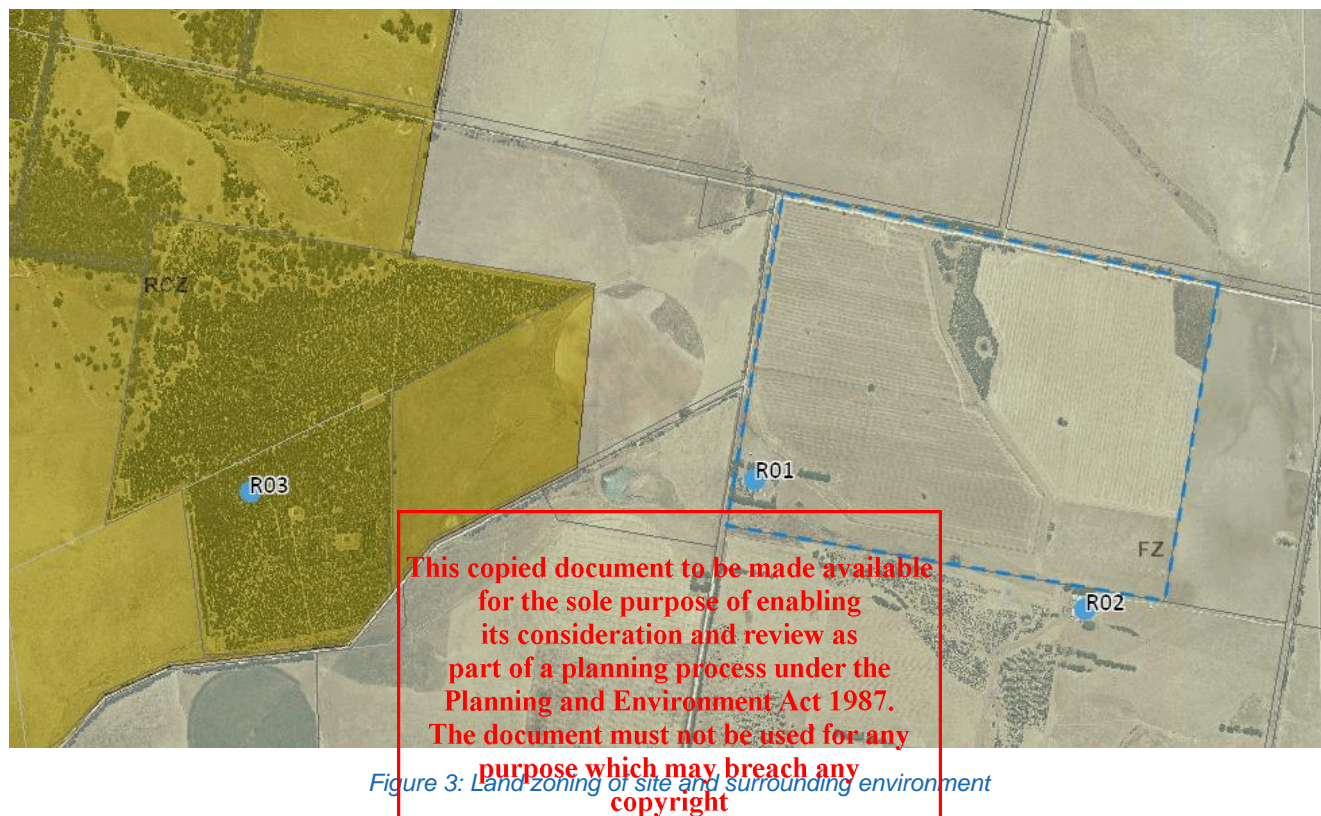 RCZ
R03
R01
FZ
R02
This copied document to be made available
for the sole purpose of enabling
its consideration and review as
part of a planning process under the
Planning and Environment Act 1987.
The document must not be used for any
purpose which may breach any
copyright
Figure 3: Land zoning of site and surrounding environment